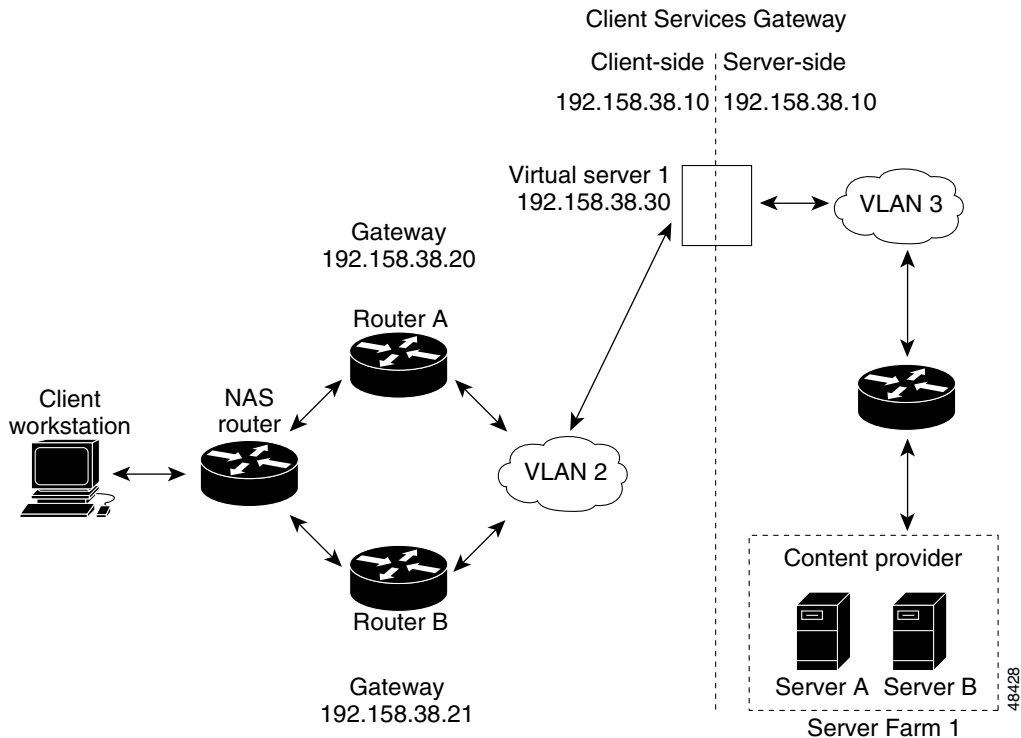 Client Services Gateway
Client-side
Server-side
192.158.38.10
192.158.38.10
Virtual server 1
192.158.38.30
VLAN 3
Gateway
192.158.38.20
Router A
Client
workstation
NAS
router
VLAN 2
Router B
Gateway
192.158.38.21
Content provider
Server A
Server B
Server Farm 1
48428